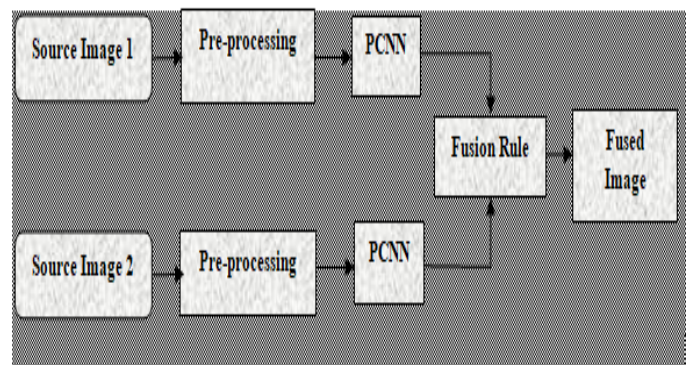 Source Image 1
Pre-processing
PCNN
Fusion Rule
Fused
Image
Source Image 2
Pre-processing
PCNN